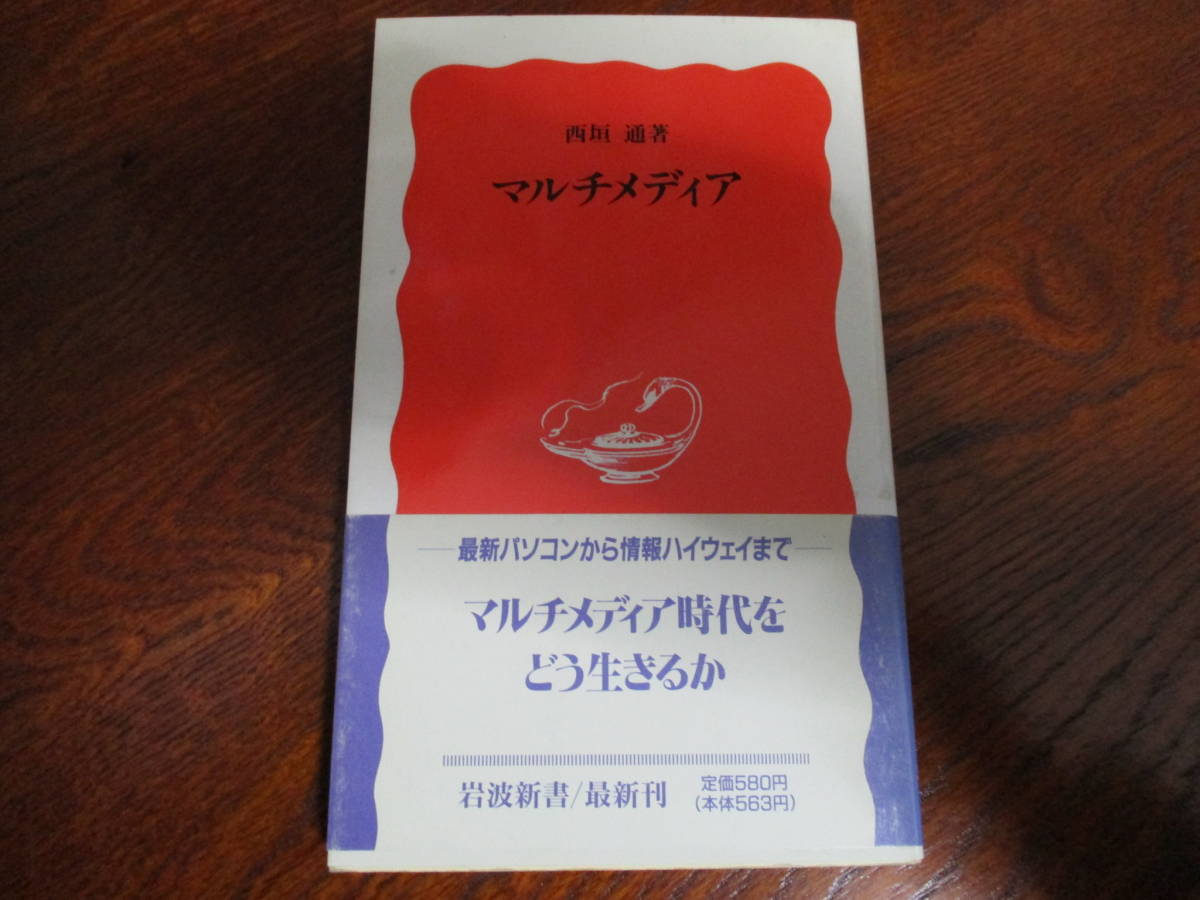 西垣 通著
マルチメディア
最新パソコンから情報ハイウェイまで
マルチメディア時代を
どう生きるか
岩波新書/最新刊
定価580円
(本体563円)